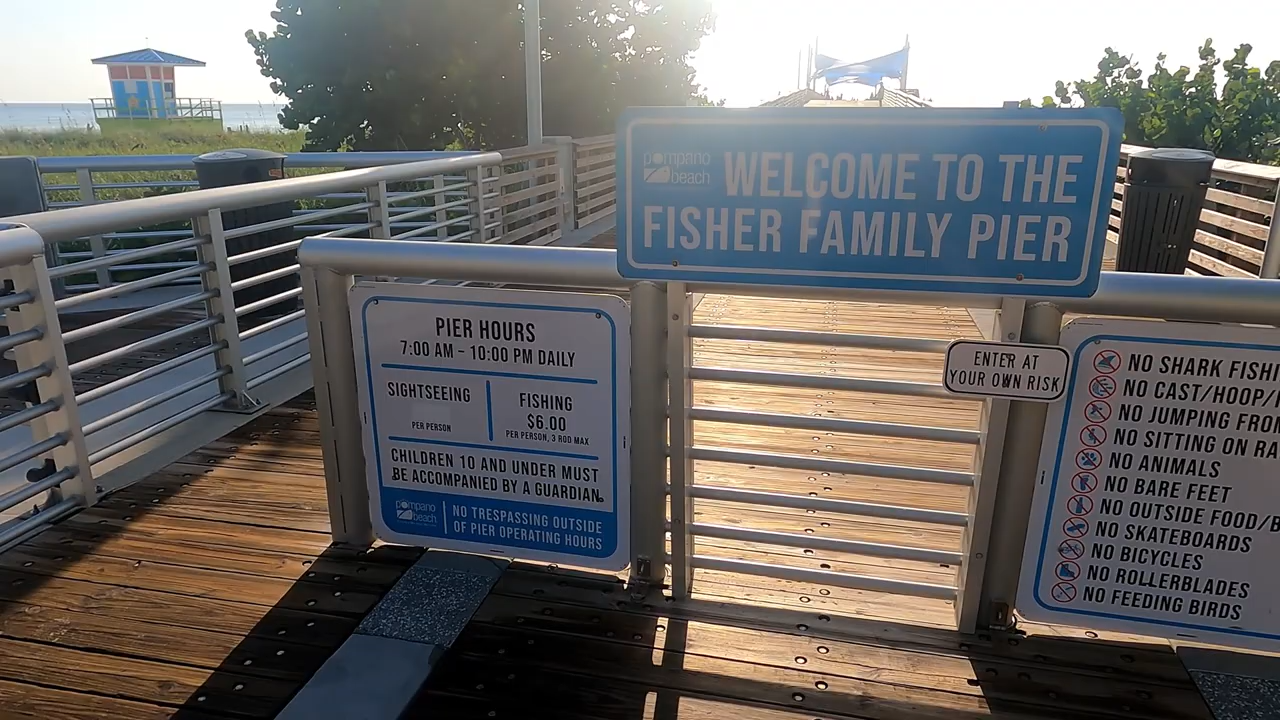 pompano
beach
WELCOME TO THE
FISHER FAMILY PIER
PIER HOURS
7:00 AM – 10:00 PM DAILY
SIGHTSEEING
PER PERSON
FISHING
$6.00
PER PERSON, 3 ROD MAX
CHILDREN 10 AND UNDER MUST
BE ACCOMPANIED BY A GUARDIAN.
pompano
beach
NO TRESPASSING OUTSIDE
OF PIER OPERATING HOURS
ENTER AT
YOUR OWN RISK
NO SHARK FISHI
NO CAST/HOOP/
NO JUMPING FROM
NO SITTING ON RA
NO ANIMALS
NO BARE FEET
NO OUTSIDE FOOD/B
NO SKATEBOARDS
NO BICYCLES
NO ROLLERBLADES
NO FEEDING BIRDS